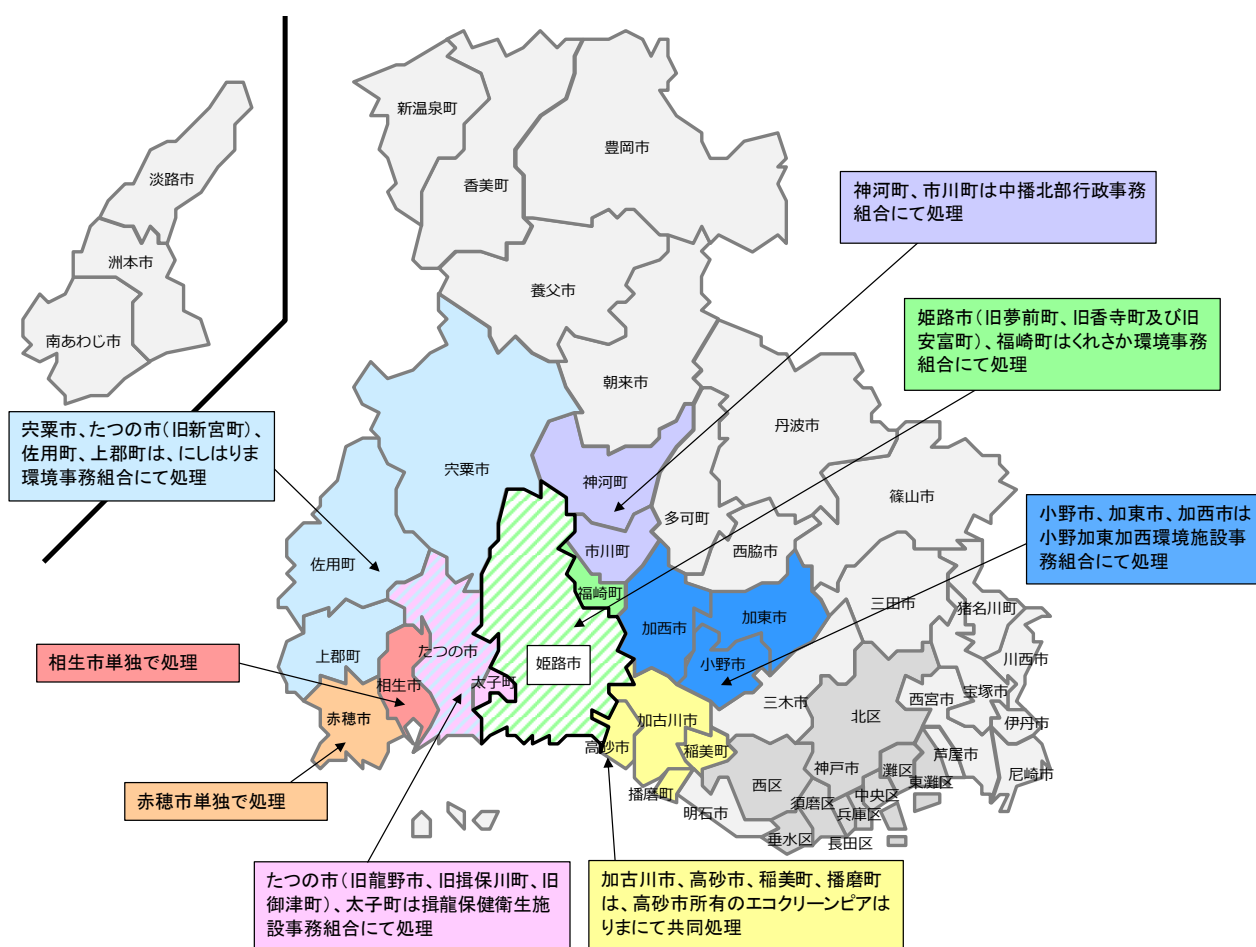 新温泉町
豊岡市
香美町
淡路市
洲本市
南あわじ市
養父市
朝来市
神河町、市川町は中播北部行政事務
組合にて処理
姫路市（旧夢前町、旧香寺町及び旧
安富町）、福崎町はくれさか環境事務
組合にて処理
宍粟市、たつの市（旧新宮町）、
佐用町、上郡町は、にしはりま
環境事務組合にて処理
丹波市
宍粟市
神河町
篠山市
多可町
小野市、加東市、加西市は
小野加東加西環境施設事
務組合にて処理
市川町
西脇市
佐用町
福崎町
三田市
猪名川町
加西市
加東市
相生市単独で処理
上郡町
たつの市
姫路市
小野市
川西市
相生市
太子町
三木市
北区
西宮市
宝塚市
赤穂市
加古川市
伊丹市
高砂市
稲美町
芦屋市
神戸市
灘区
尼崎市
西区
東灘区
赤穂市単独で処理
播磨町
須磨区
中央区
明石市
兵庫区
垂水区
長田区
たつの市（旧龍野市、旧揖保川町、旧
御津町）、太子町は揖龍保健衛生施
設事務組合にて処理
加古川市、高砂市、稲美町、播磨町
は、高砂市所有のエコクリーンピアは
りまにて共同処理